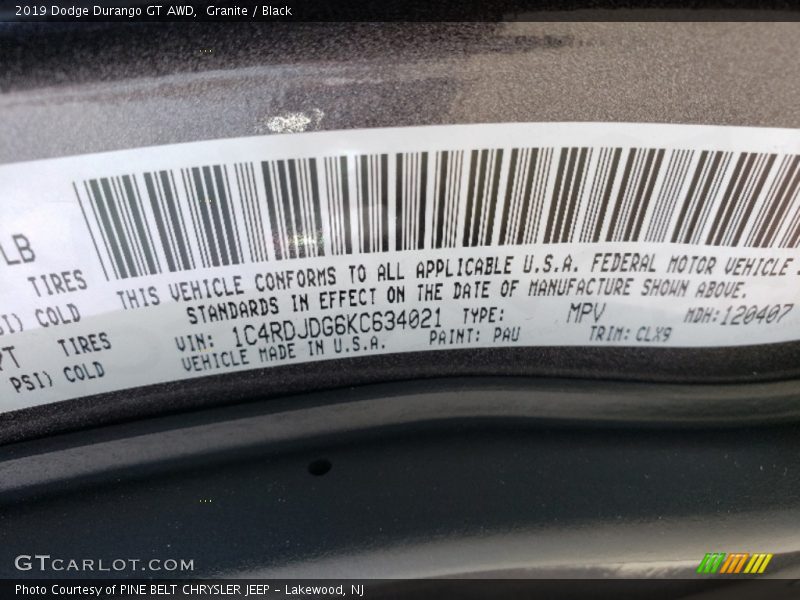 2019 Dodge Durango GT AWD,  Granite / Black
LB
TIRES
SI) COLD
PT TIRES
PSI) COLD
THIS VEHICLE CONFORMS TO ALL APPLICABLE U.S.A. FEDERAL MOTOR VEHICLE
STANDARDS IN EFFECT ON THE DATE OF MANUFACTURE SHOWN ABOVE.
VIN: 1C4RDJDG6KC634021 TYPE: MPV MDH:120407
VEHICLE MADE IN U.S.A. PAINT: PAU TRIM: CLX9
GTCARLOT.COM
Photo Courtesy of PINE BELT CHRYSLER JEEP - Lakewood, NJ